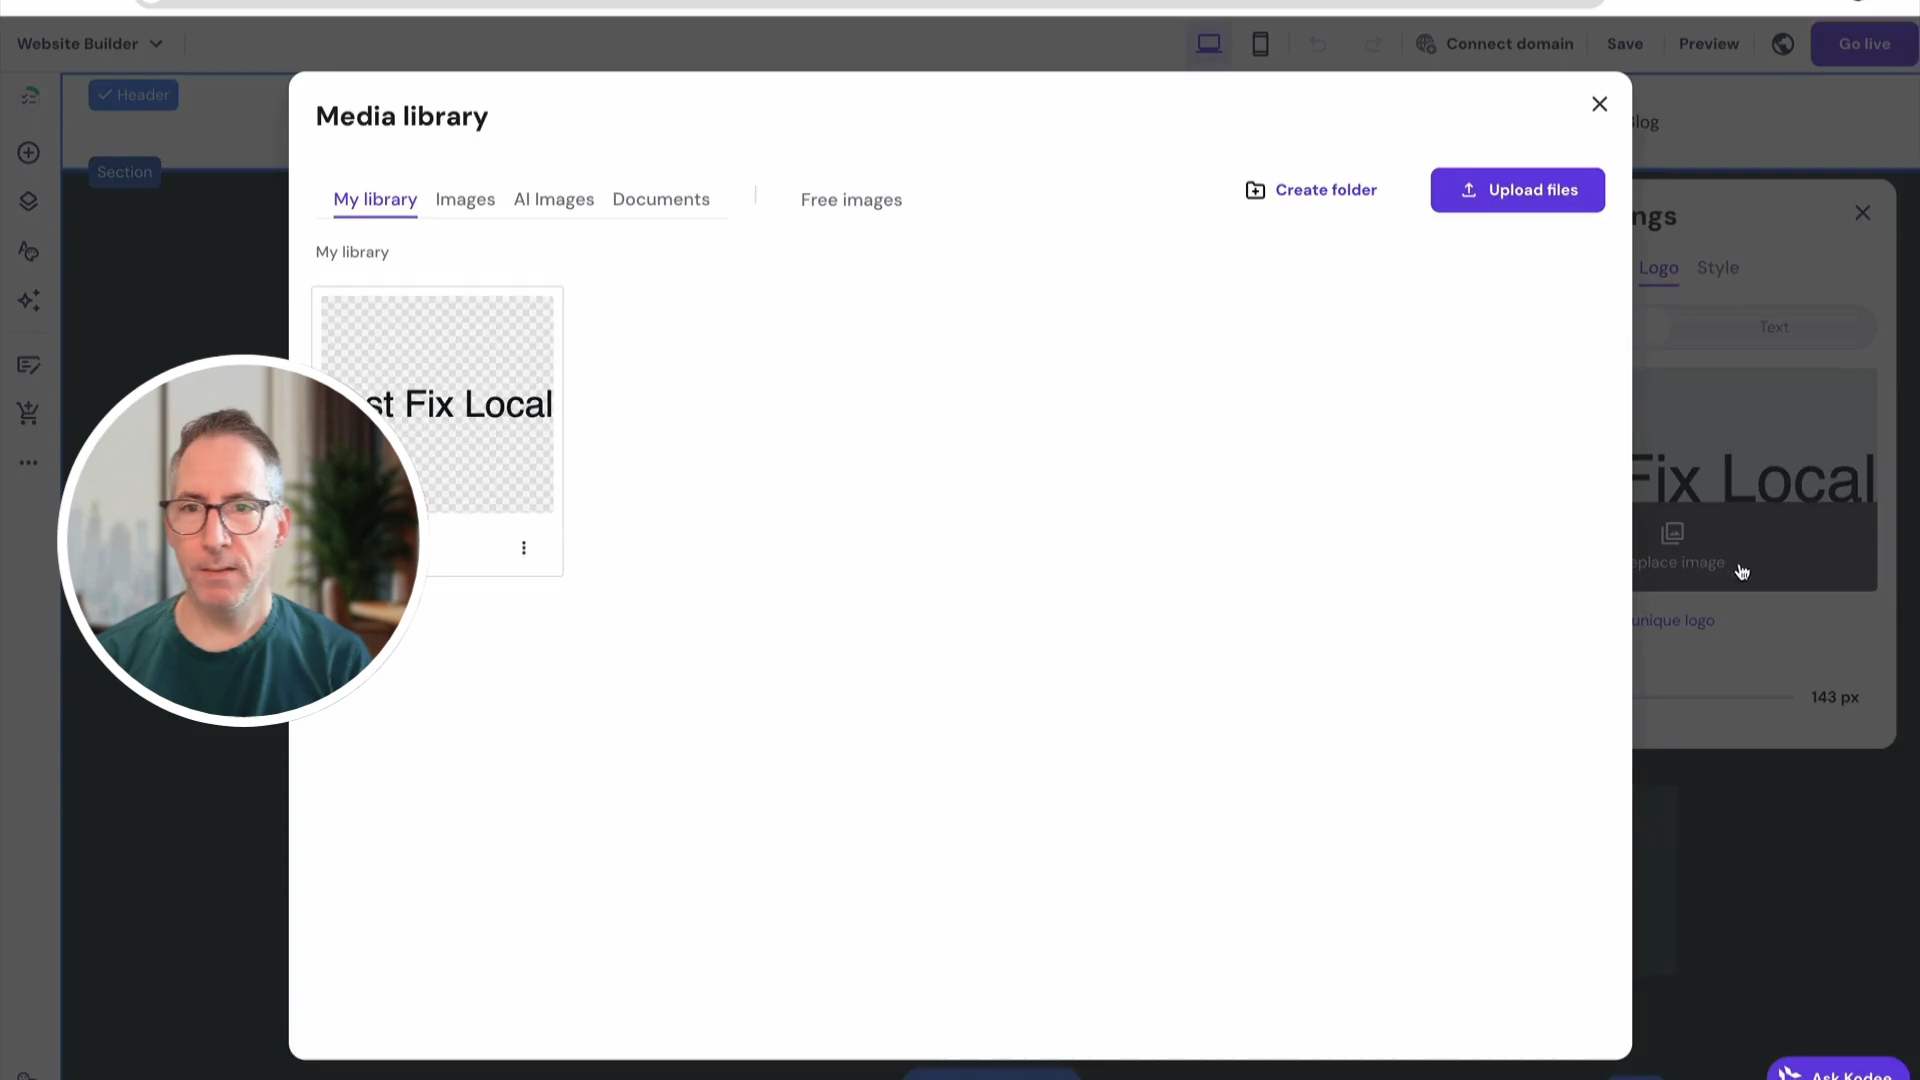 Website Builder
Connect domain
Save
Preview
Go live
Header
Section
Media library
My library
Images
AI Images
Documents
Free images
Create folder
Upload files
My library
st Fix Local
Blog
ngs
Logo
Style
Text
Fix Local
eplace image
unique logo
143 px
Ask Kodee